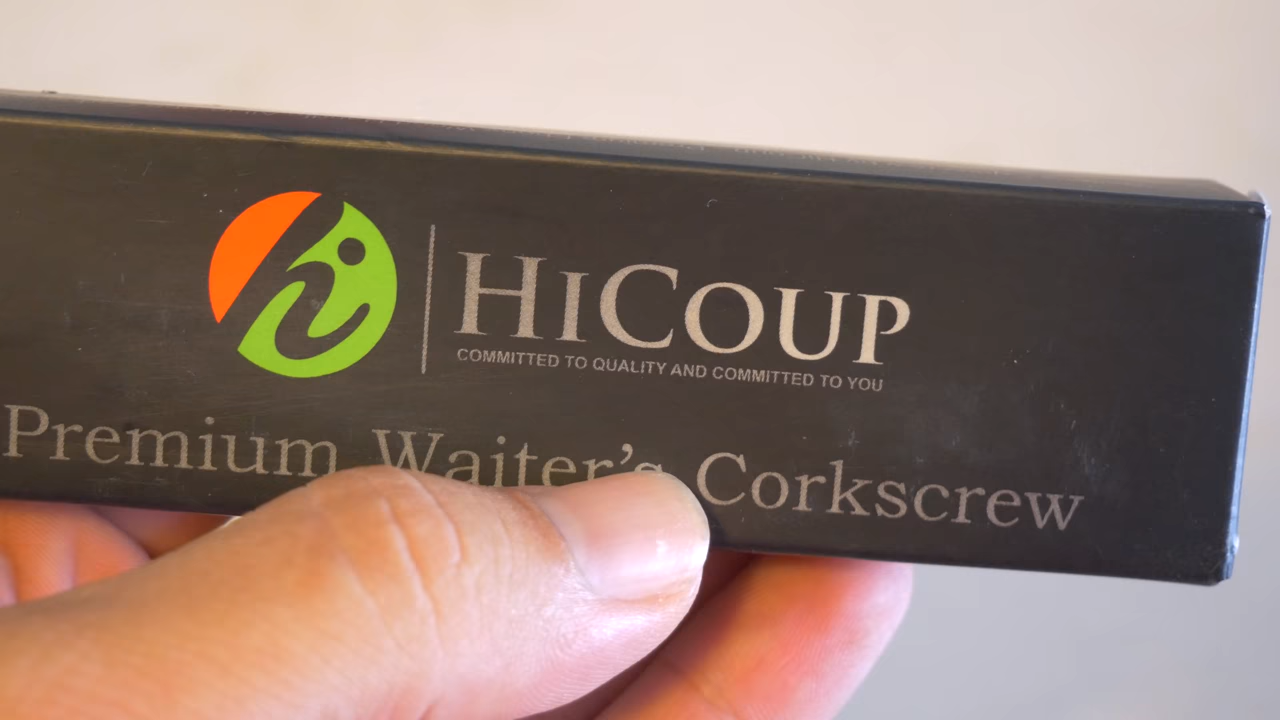 HiCoup
COMMITTED TO QUALITY AND COMMITTED TO YOU
Premium Waiter's Corkscrew